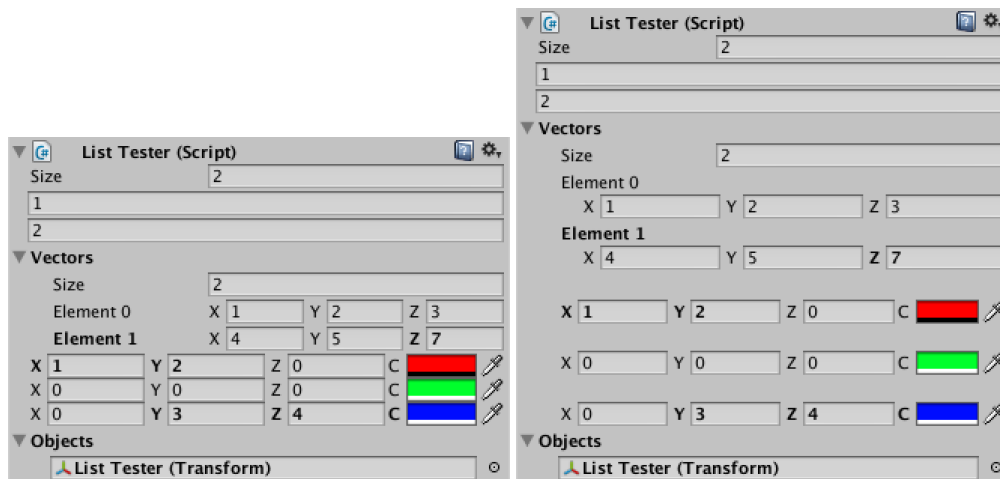 List Tester (Script)
Size 2
1
2
Vectors
Size 2
Element 0 X 1 Y 2 Z 3
Element 1 X 4 Y 5 Z 7
X 1 Y 2 Z 0 C
X 0 Y 0 Z 0 C
X 0 Y 3 Z 4 C
Objects
List Tester (Transform)
List Tester (Script)
Size 2
1
2
Vectors
Size 2
Element 0
X 1 Y 2 Z 3
Element 1
X 4 Y 5 Z 7
X 1 Y 2 Z 0 C
X 0 Y 0 Z 0 C
X 0 Y 3 Z 4 C
Objects
List Tester (Transform)